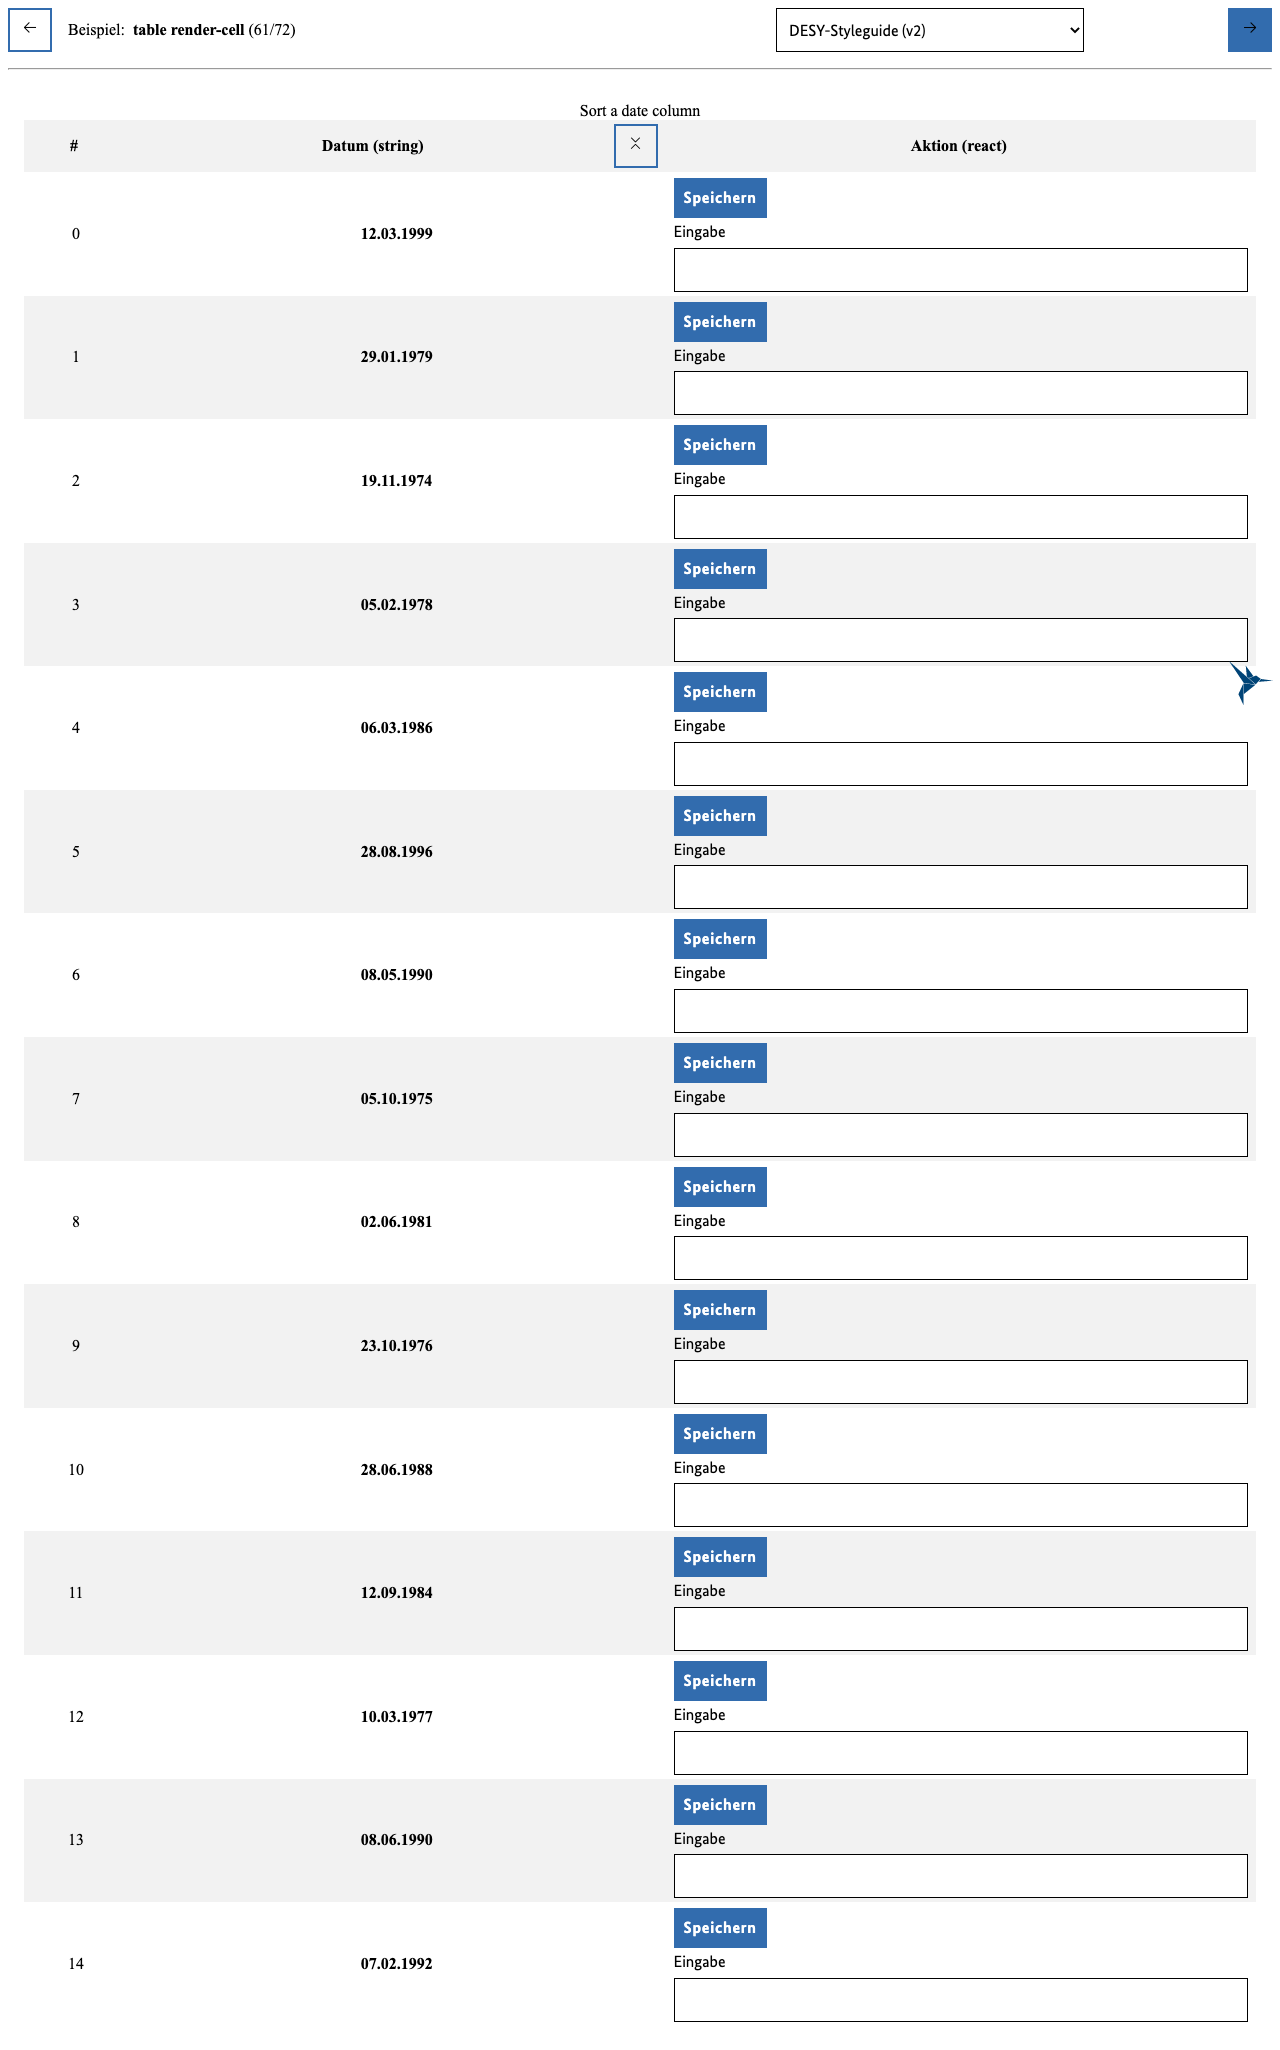 Beispiel: table render-cell (61/72)
DESY-Styleguide (v2)
Sort a date column
# Datum (string) Aktion (react)
Speichern
0 12.03.1999 Eingabe
Speichern
1 29.01.1979 Eingabe
Speichern
2 19.11.1974 Eingabe
Speichern
3 05.02.1978 Eingabe
Speichern
4 06.03.1986 Eingabe
Speichern
5 28.08.1996 Eingabe
Speichern
6 08.05.1990 Eingabe
Speichern
7 05.10.1975 Eingabe
Speichern
8 02.06.1981 Eingabe
Speichern
9 23.10.1976 Eingabe
Speichern
10 28.06.1988 Eingabe
Speichern
11 12.09.1984 Eingabe
Speichern
12 10.03.1977 Eingabe
Speichern
13 08.06.1990 Eingabe
Speichern
14 07.02.1992 Eingabe